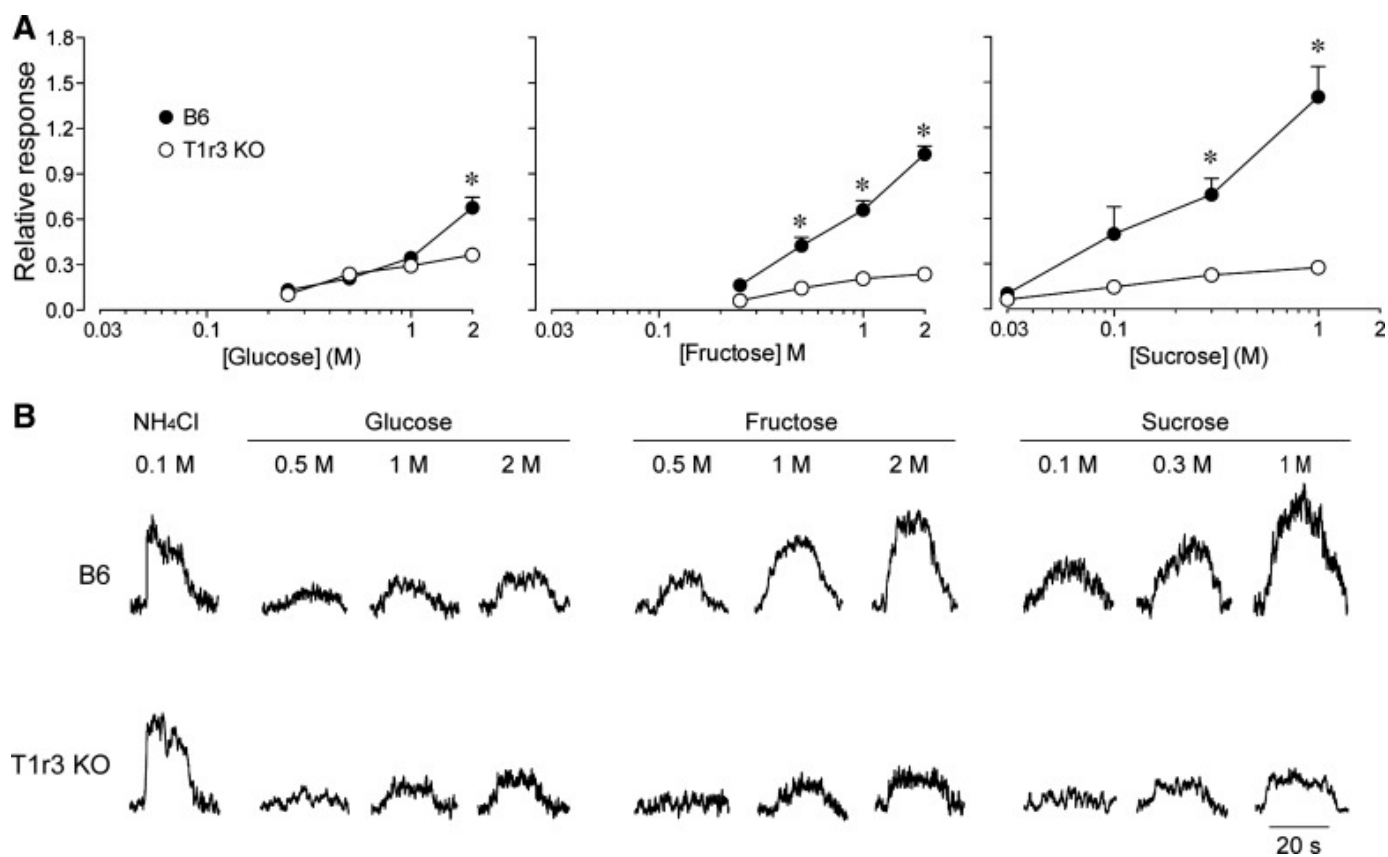 A
Relative response
1.8
1.5
1.2
0.9
0.6
0.3
0.0
B6
T1r3 KO
*
0.03 0.1 1 2
[Glucose] (M)
* * *
0.03 0.1 1 2
[Fructose] M
* *
0.03 0.1 1 2
[Sucrose] (M)
B
NH₄Cl Glucose Fructose Sucrose
0.1 M 0.5 M 1 M 2 M 0.5 M 1 M 2 M 0.1 M 0.3 M 1 M
B6
T1r3 KO
20 s